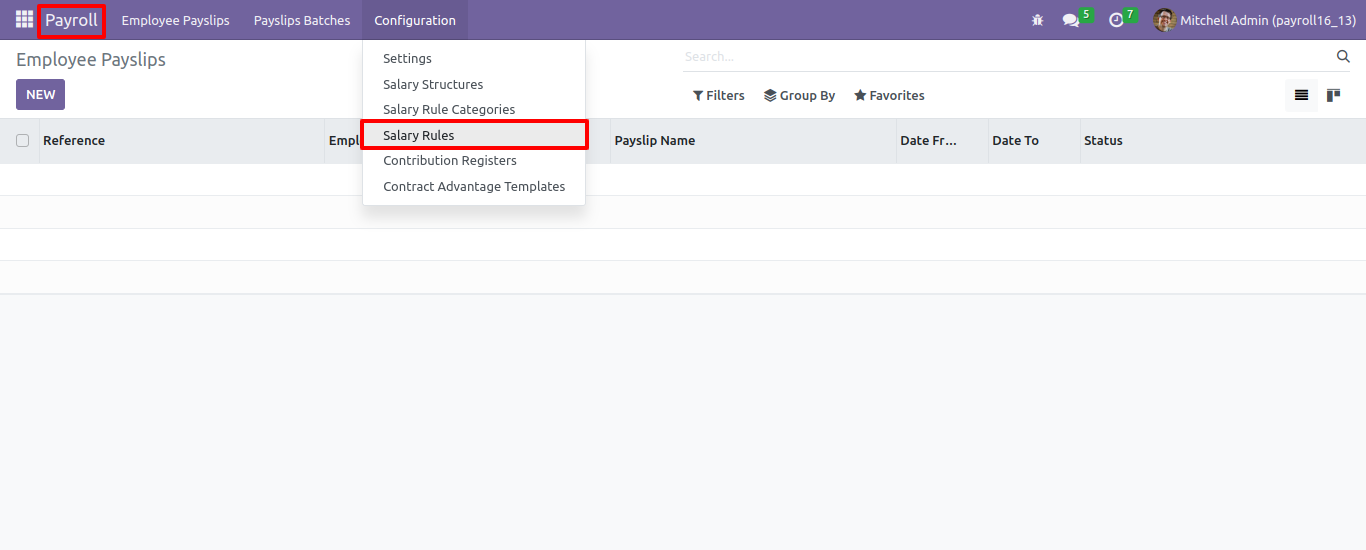 Payroll Employee Payslips Payslips Batches Configuration 5 7 Mitchell Admin (payroll16_13)
Employee Payslips
Search...
NEW
Filters Group By Favorites
Settings
Salary Structures
Salary Rule Categories
Salary Rules
Contribution Registers
Contract Advantage Templates
Reference Empl Payslip Name Date Fr... Date To Status